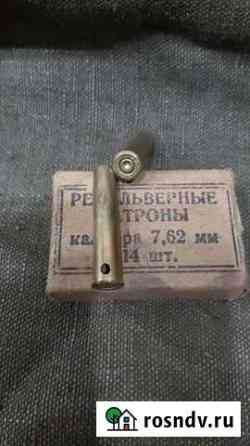 РЕ ЛЬВЕРНЫЕ
ТРОНЫ
ка ра 7,62 мм
14 шт.
rosndv.ru